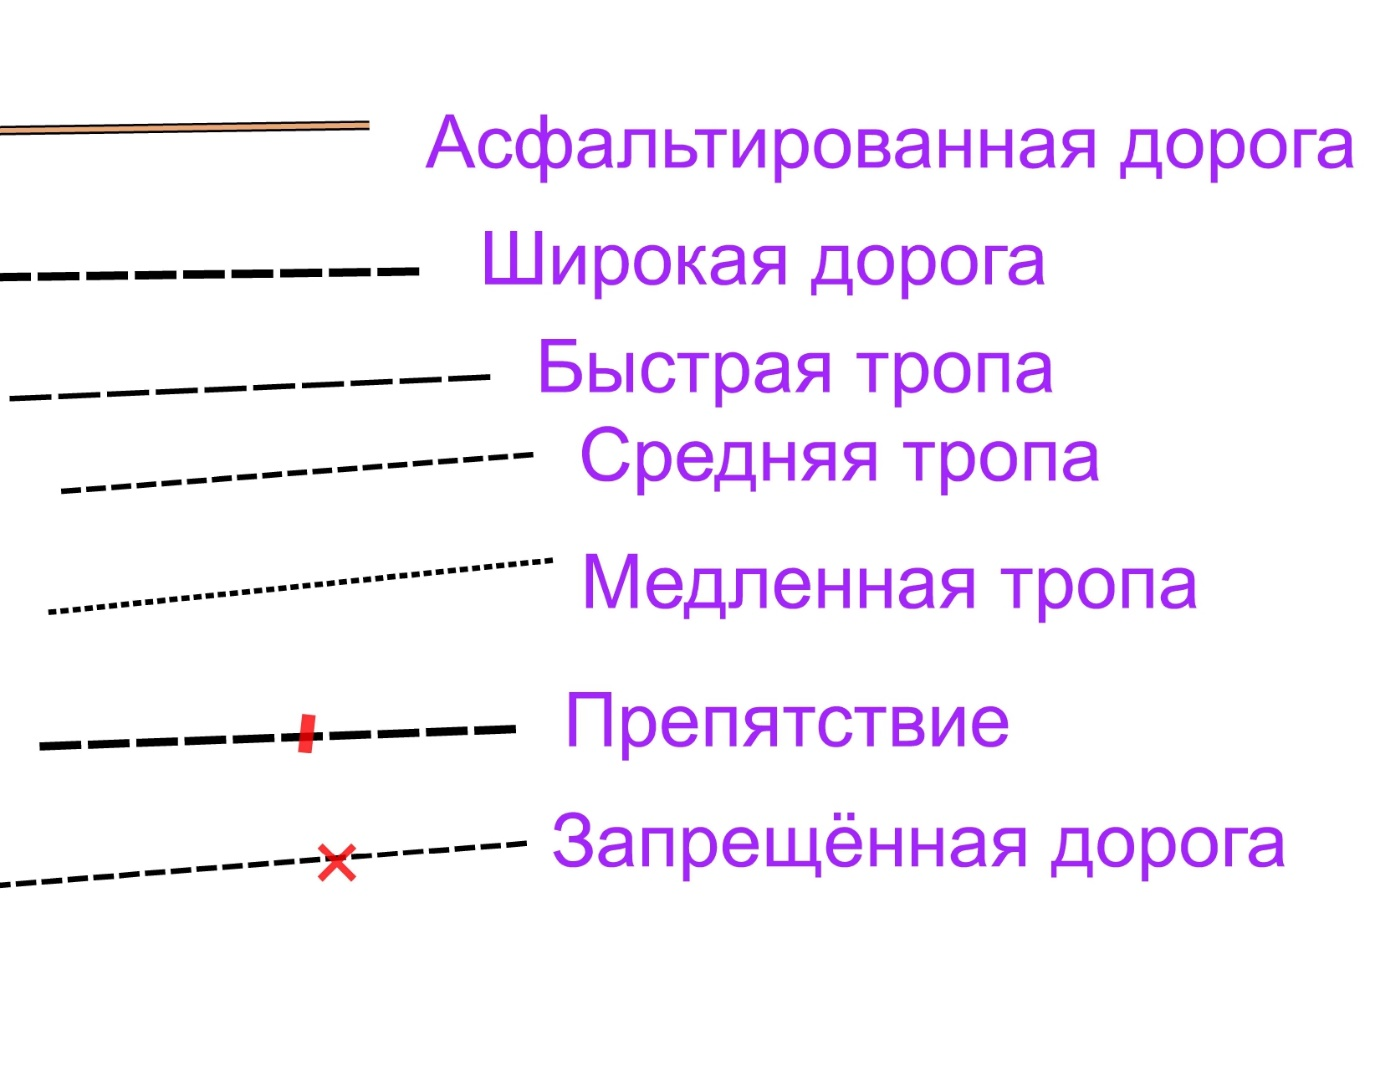 Асфальтированная дорога
Широкая дорога
Быстрая тропа
Средняя тропа
Медленная тропа
Препятствие
Запрещённая дорога